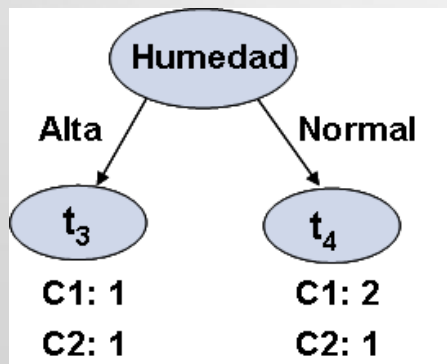 Humedad
Alta Normal
t3 t4
C1: 1 C1: 2
C2: 1 C2: 1